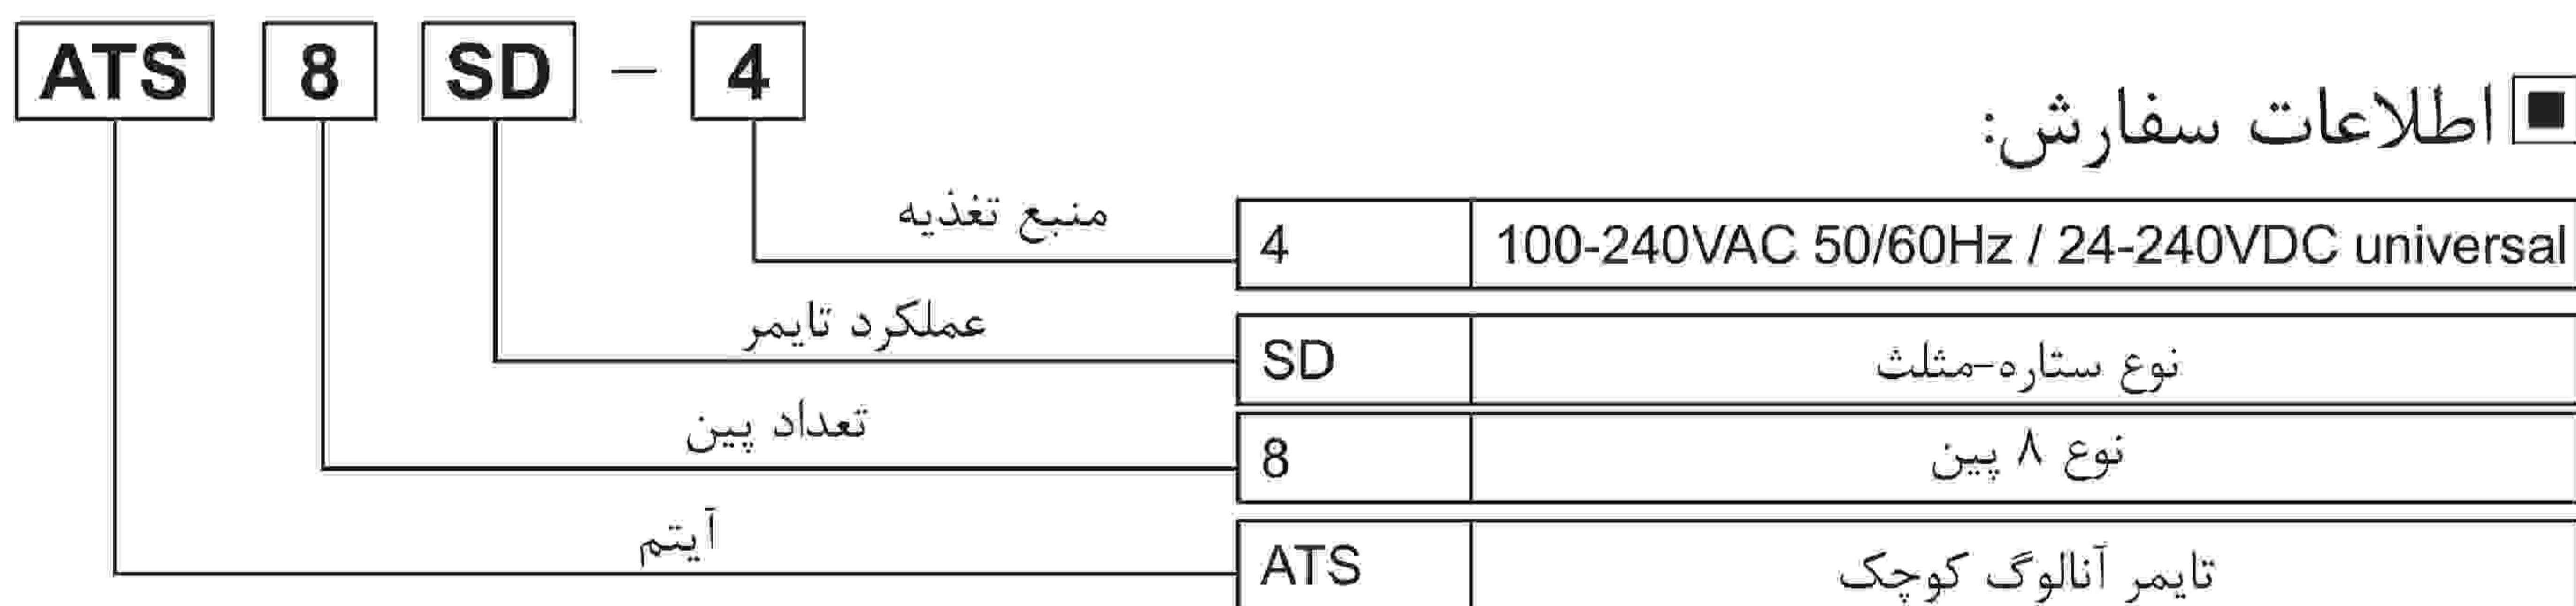 ATS 8 SD – 4
اطلاعات سفارش:
منبع تغذیه
4 100-240VAC 50/60Hz / 24-240VDC universal
عملکرد تایمر
SD نوع ستاره-مثلث
تعداد پین
8 نوع ۸ پین
آیتم
ATS تایمر آنالوگ کوچک